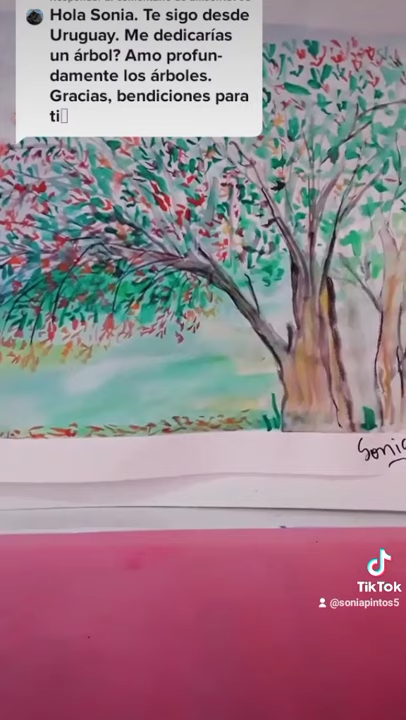 Hola Sonia. Te sigo desde
Uruguay. Me dedicarías
un árbol? Amo profun-
damente los árboles.
Gracias, bendiciones para
ti
Sonia
TikTok
@soniapintos5